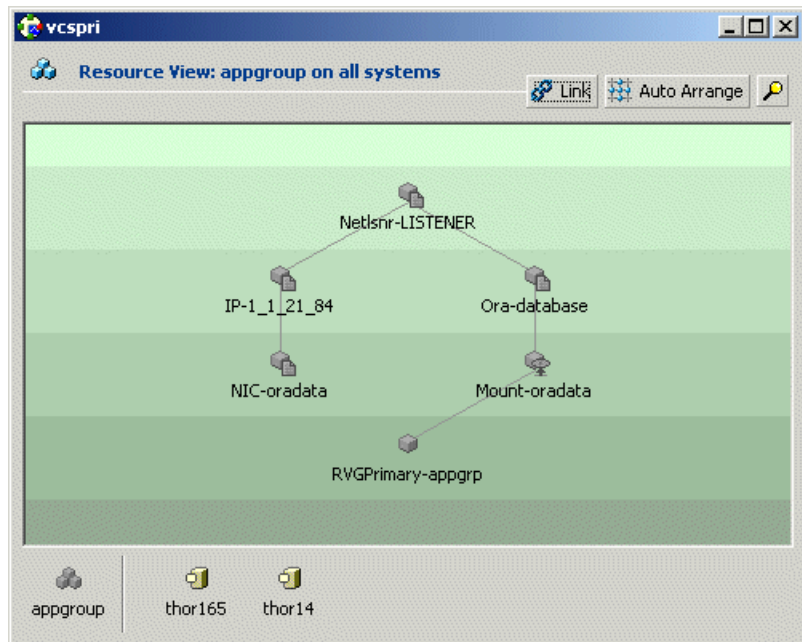 vcspri
Resource View: appgroup on all systems
Link Auto Arrange
Netlsnr-LISTENER
IP-1_1_21_84 Ora-database
NIC-oradata Mount-oradata
RVGPrimary-appgrp
appgroup thor165 thor14